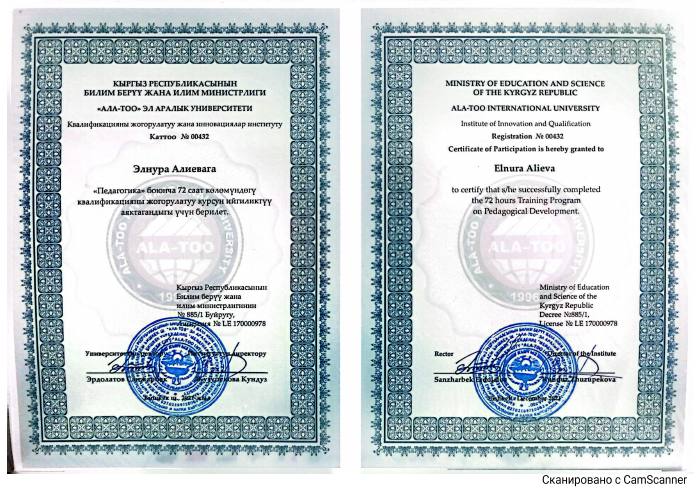 КЫРГЫЗ РЕСПУБЛИКАСЫНЫН
БИЛИМ БЕРҮҮ ЖАНА ИЛИМ МИНИСТРЛИГИ
«АЛА-ТОО» ЭЛ АРАЛЫК УНИВЕРСИТЕТИ
Квалификацияны жогорулатуу жана инновациялар институту
Каттоо № 00432
Элнура Алиевага
«Педагогика» боюнча 72 саат көлөмүндөгү
квалификацияны жогорулатуу курсун ийгиликтүү
аяктагандыгы үчүн берилет.
ALA-TOO
Кыргыз Республикасынын
Билим берүү жана
илим министрлигинин
№ 885/1 Буйругу,
№ LE 170000978
директору
Эрдолатов
Кундуз
MINISTRY OF EDUCATION AND SCIENCE
OF THE KYRGYZ REPUBLIC
ALA-TOO INTERNATIONAL UNIVERSITY
Institute of Innovation and Qualification
Registration № 00432
Certificate of Participation is hereby granted to
Elnura Alieva
to certify that s/he successfully completed
the 72 hours Training Program
on Pedagogical Development.
ALA-TOO
1996
Ministry of Education
and Science of the
Kyrgyz Republic
Decree №885/1,
License № LE 170000978
Rector
of the Institute
Sanzharbek
Zhuzupekova
Сканировано с CamScanner